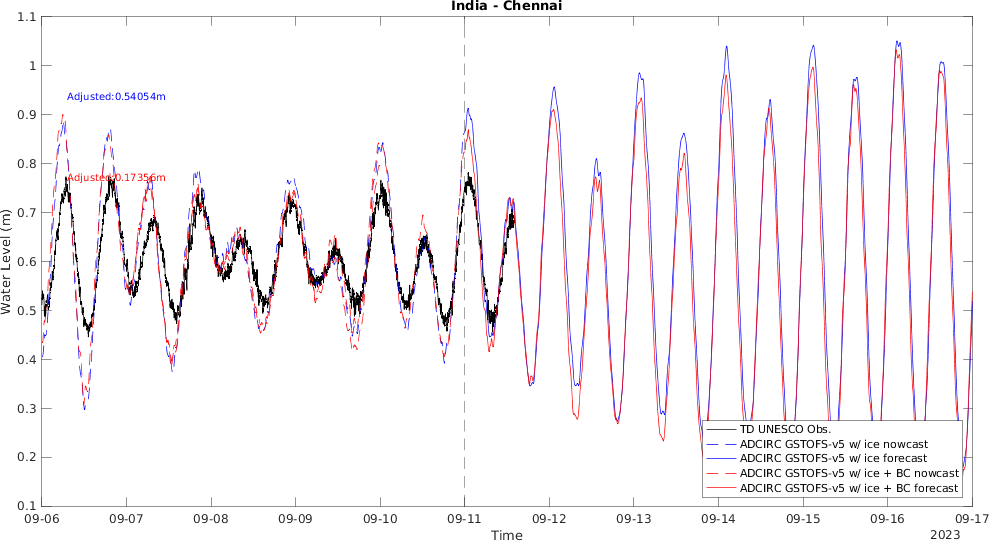 India - Chennai
1.1
1
0.9
0.8
0.7
0.6
0.5
0.4
0.3
0.2
0.1
Water Level (m)
Adjusted:0.54054m
Adjusted:0.17356m
TD UNESCO Obs.
ADCIRC GSTOFS-v5 w/ ice nowcast
ADCIRC GSTOFS-v5 w/ ice forecast
ADCIRC GSTOFS-v5 w/ ice + BC nowcast
ADCIRC GSTOFS-v5 w/ ice + BC forecast
09-06 09-07 09-08 09-09 09-10 09-11 09-12 09-13 09-14 09-15 09-16 09-17
Time
2023